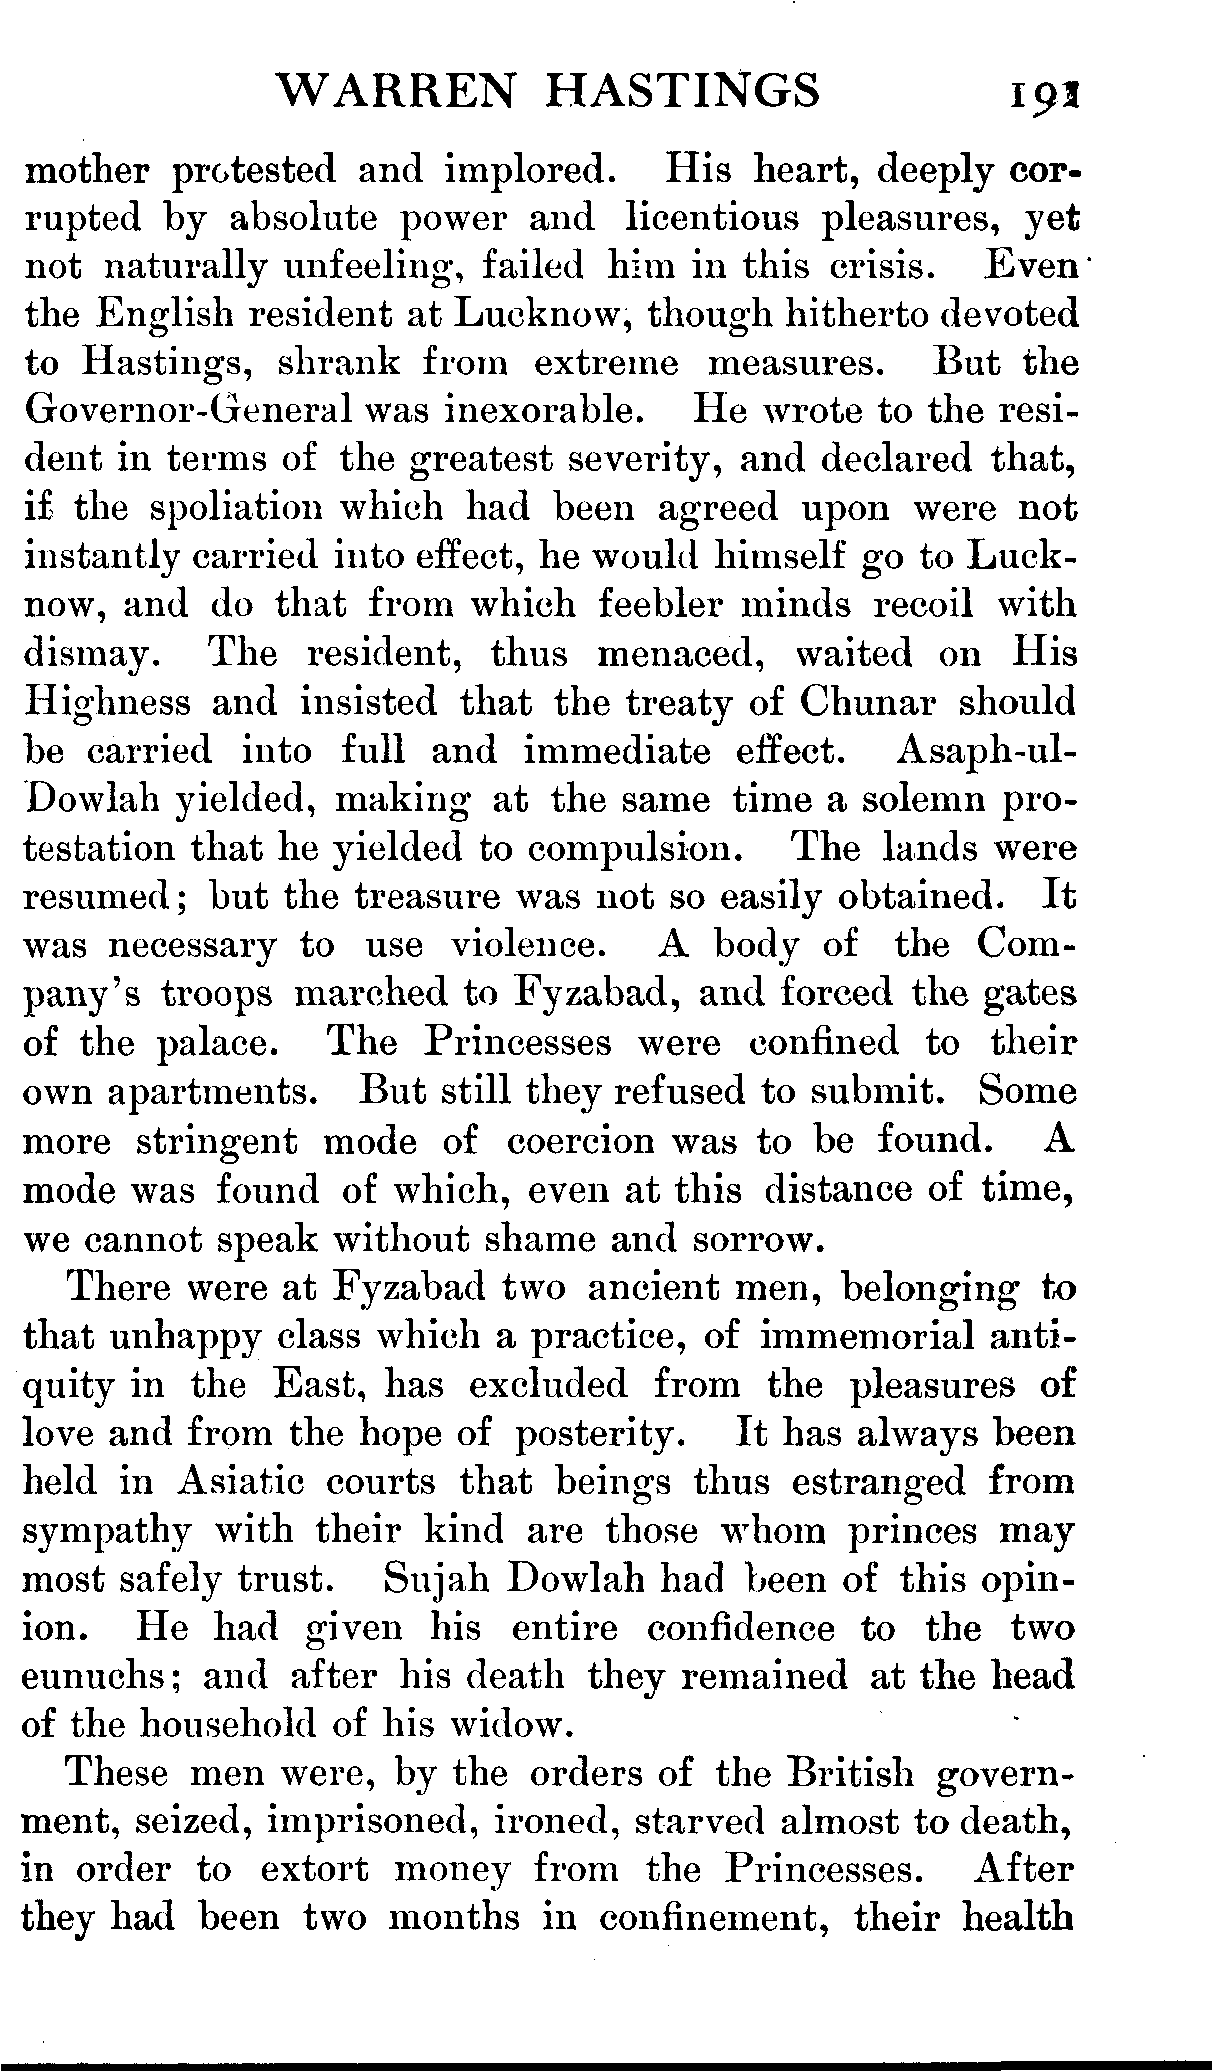 WARREN HASTINGS 191
mother protested and implored. His heart, deeply cor-
rupted by absolute power and licentious pleasures, yet
not naturally unfeeling, failed him in this crisis. Even
the English resident at Lucknow, though hitherto devoted
to Hastings, shrank from extreme measures. But the
Governor-General was inexorable. He wrote to the resi-
dent in terms of the greatest severity, and declared that,
if the spoliation which had been agreed upon were not
instantly carried into effect, he would himself go to Luck-
now, and do that from which feebler minds recoil with
dismay. The resident, thus menaced, waited on His
Highness and insisted that the treaty of Chunar should
be carried into full and immediate effect. Asaph-ul-
Dowlah yielded, making at the same time a solemn pro-
testation that he yielded to compulsion. The lands were
resumed; but the treasure was not so easily obtained. It
was necessary to use violence. A body of the Com-
pany's troops marched to Fyzabad, and forced the gates
of the palace. The Princesses were confined to their
own apartments. But still they refused to submit. Some
more stringent mode of coercion was to be found. A
mode was found of which, even at this distance of time,
we cannot speak without shame and sorrow.
There were at Fyzabad two ancient men, belonging to
that unhappy class which a practice, of immemorial anti-
quity in the East, has excluded from the pleasures of
love and from the hope of posterity. It has always been
held in Asiatic courts that beings thus estranged from
sympathy with their kind are those whom princes may
most safely trust. Sujah Dowlah had been of this opin-
ion. He had given his entire confidence to the two
eunuchs; and after his death they remained at the head
of the household of his widow.
These men were, by the orders of the British govern-
ment, seized, imprisoned, ironed, starved almost to death,
in order to extort money from the Princesses. After
they had been two months in confinement, their health